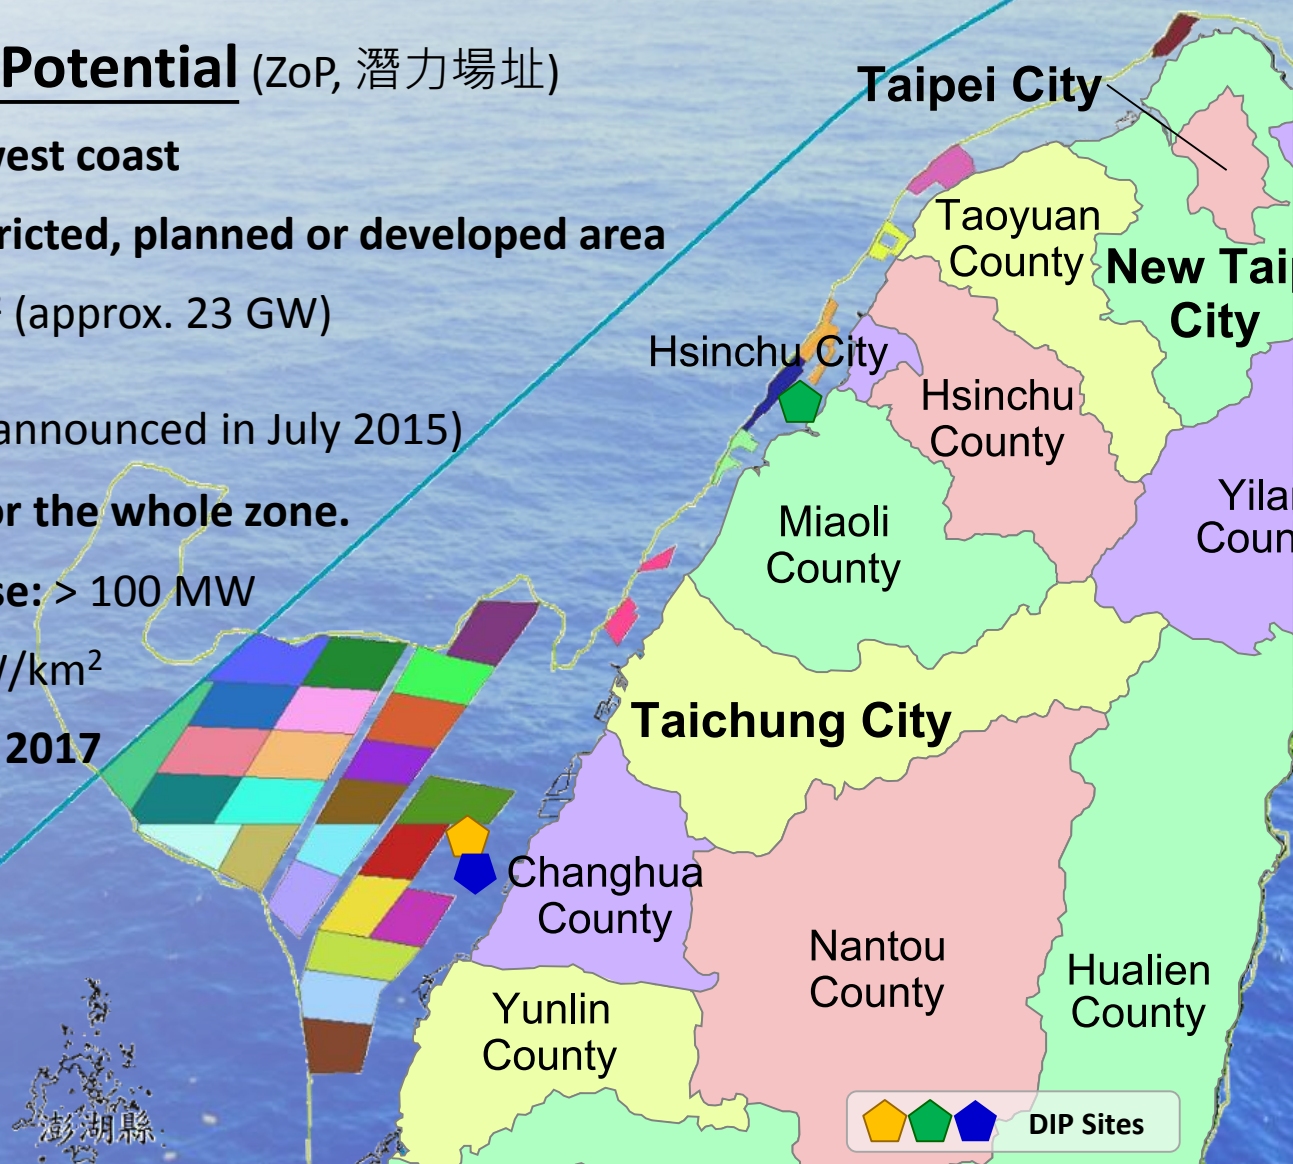 Potential (ZoP, 潛力場址)
west coast
ricted, planned or developed area
(approx. 23 GW)
announced in July 2015)
or the whole zone.
se: > 100 MW
/km²
2017
Taipei City
Taoyuan
County
New Taip
City
Hsinchu City
Hsinchu
County
Yilan
Coun
Miaoli
County
Taichung City
Changhua
County
Nantou
County
Hualien
County
Yunlin
County
澎湖縣
DIP Sites